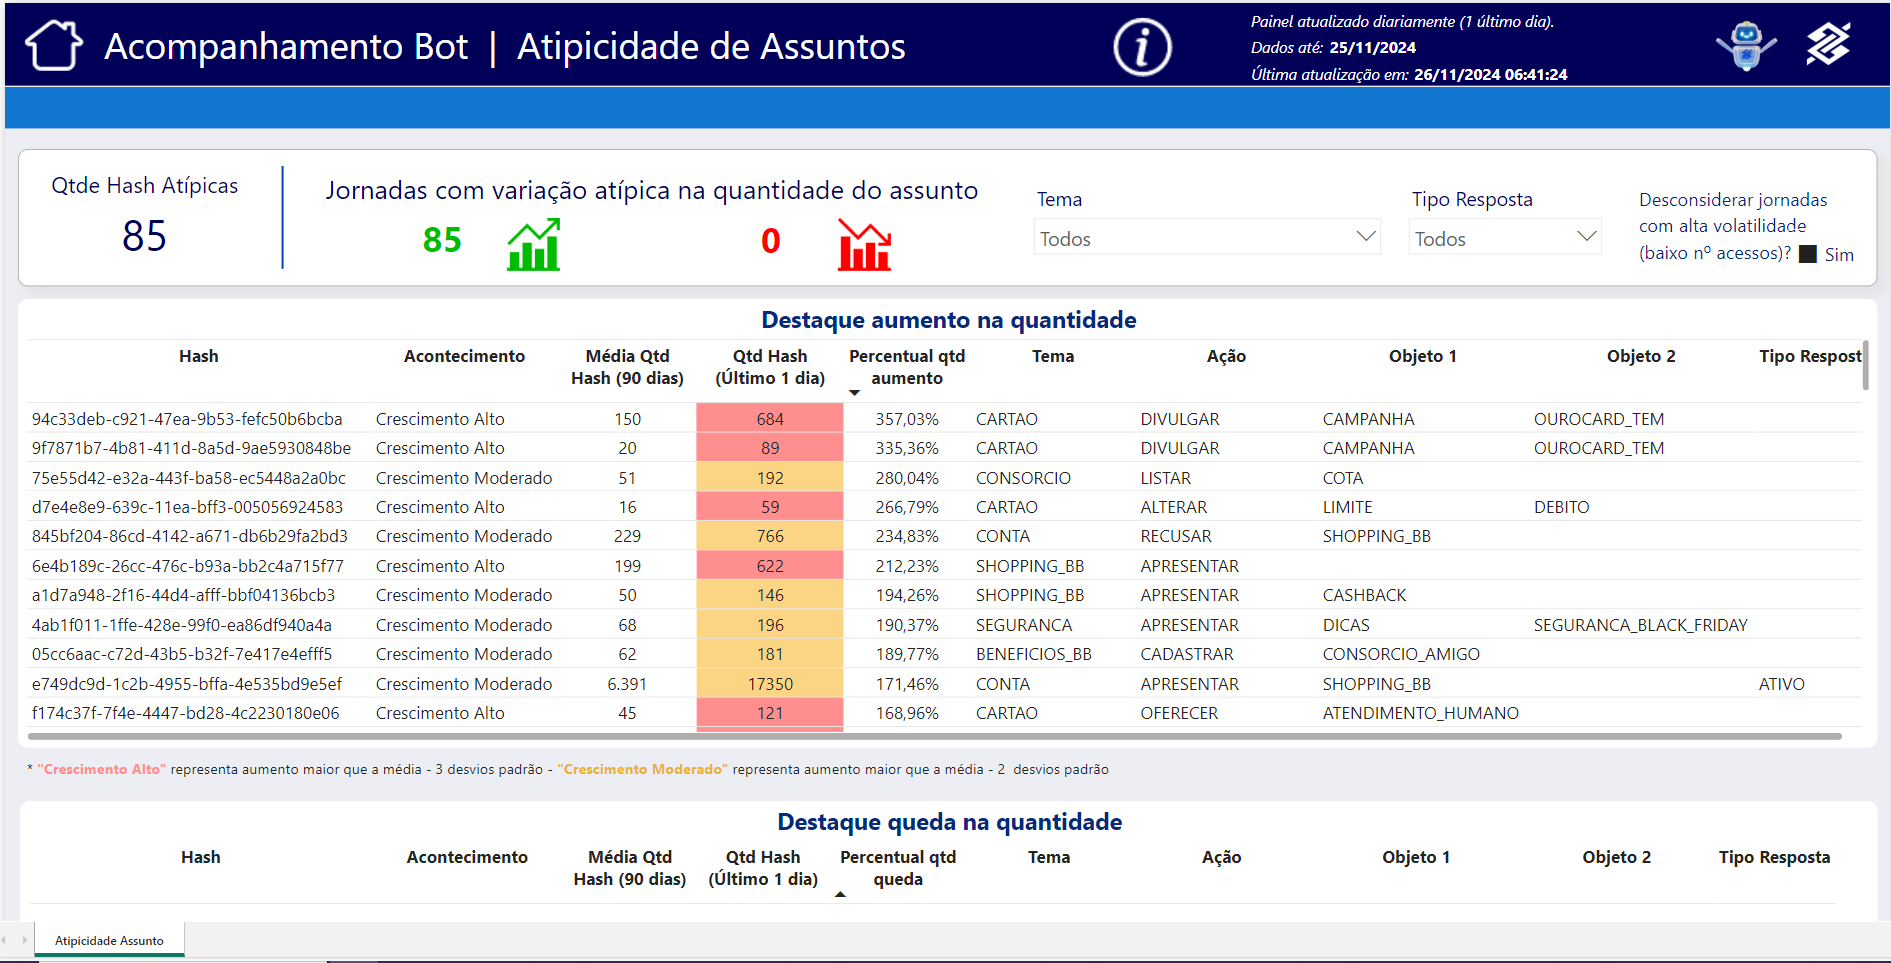 Acompanhamento Bot | Atipicidade de Assuntos
Painel atualizado diariamente (1 último dia).
Dados até: 25/11/2024
Última atualização em: 26/11/2024 06:41:24
Qtde Hash Atípicas
85
Jornadas com variação atípica na quantidade do assunto
85 0
Tema
Todos
Tipo Resposta
Todos
Desconsiderar jornadas
com alta volatilidade
(baixo nº acessos)? Sim
Destaque aumento na quantidade
Hash Acontecimento Média Qtd Hash (90 dias) Qtd Hash (Último 1 dia) Percentual qtd aumento Tema Ação Objeto 1 Objeto 2 Tipo Respost
94c33deb-c921-47ea-9b53-fefc50b6bcba Crescimento Alto 150 684 357,03% CARTAO DIVULGAR CAMPANHA OUROCARD_TEM
9f7871b7-4b81-411d-8a5d-9ae5930848be Crescimento Alto 20 89 335,36% CARTAO DIVULGAR CAMPANHA OUROCARD_TEM
75e55d42-e32a-443f-ba58-ec5448a2a0bc Crescimento Moderado 51 192 280,04% CONSORCIO LISTAR COTA
d7e4e8e9-639c-11ea-bff3-005056924583 Crescimento Alto 16 59 266,79% CARTAO ALTERAR LIMITE DEBITO
845bf204-86cd-4142-a671-db6b29fa2bd3 Crescimento Moderado 229 766 234,83% CONTA RECUSAR SHOPPING_BB
6e4b189c-26cc-476c-b93a-bb2c4a715f77 Crescimento Alto 199 622 212,23% SHOPPING_BB APRESENTAR
a1d7a948-2f16-44d4-afff-bbf04136bcb3 Crescimento Moderado 50 146 194,26% SHOPPING_BB APRESENTAR CASHBACK
4ab1f011-1ffe-428e-99f0-ea86df940a4a Crescimento Moderado 68 196 190,37% SEGURANCA APRESENTAR DICAS SEGURANCA_BLACK_FRIDAY
05cc6aac-c72d-43b5-b32f-7e417e4efff5 Crescimento Moderado 62 181 189,77% BENEFICIOS_BB CADASTRAR CONSORCIO_AMIGO
e749dc9d-1c2b-4955-bffa-4e535bd9e5ef Crescimento Moderado 6.391 17350 171,46% CONTA APRESENTAR SHOPPING_BB ATIVO
f174c37f-7f4e-4447-bd28-4c2230180e06 Crescimento Alto 45 121 168,96% CARTAO OFERECER ATENDIMENTO_HUMANO
* "Crescimento Alto" representa aumento maior que a média - 3 desvios padrão - "Crescimento Moderado" representa aumento maior que a média - 2 desvios padrão
Destaque queda na quantidade
Hash Acontecimento Média Qtd Hash (90 dias) Qtd Hash (Último 1 dia) Percentual qtd queda Tema Ação Objeto 1 Objeto 2 Tipo Resposta
Atipicidade Assunto